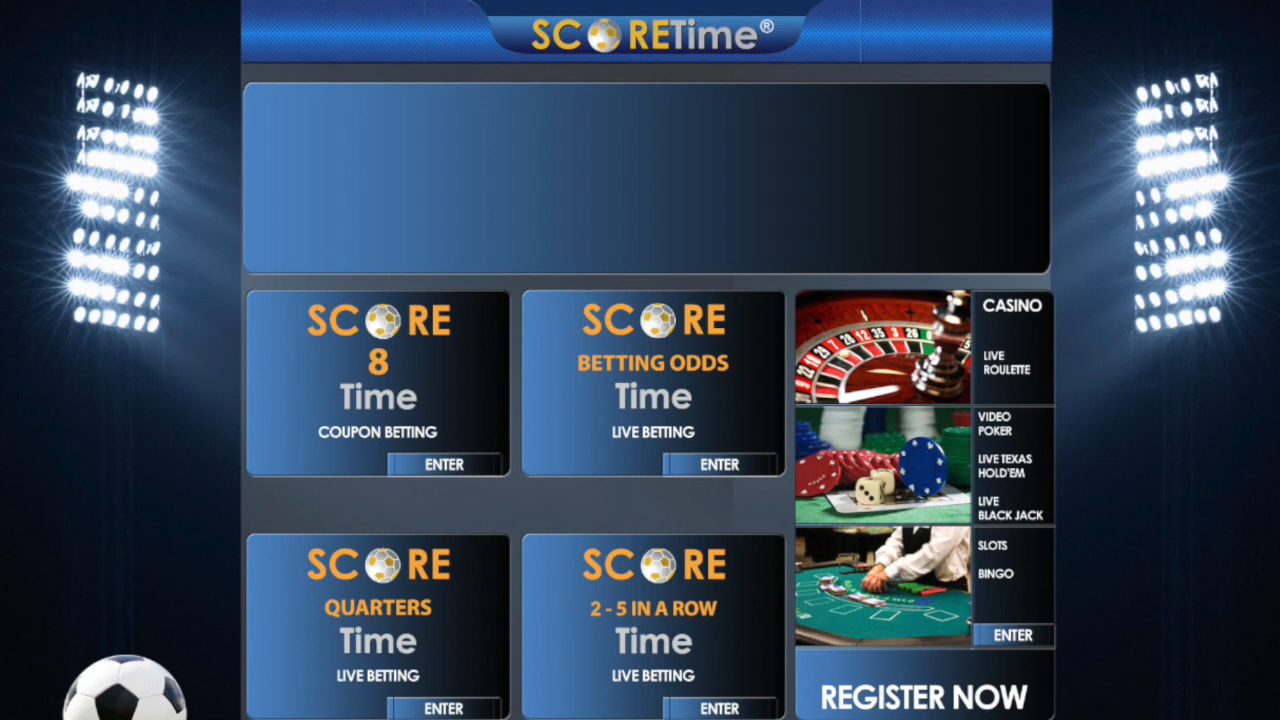 SCORETime®
SCORE
8
Time
COUPON BETTING
ENTER
SCORE
BETTING ODDS
Time
LIVE BETTING
ENTER
CASINO
LIVE
ROULETTE
VIDEO
POKER
LIVE TEXAS
HOLD'EM
LIVE
BLACK JACK
SLOTS
BINGO
ENTER
SCORE
QUARTERS
Time
LIVE BETTING
ENTER
SCORE
2 - 5 IN A ROW
Time
LIVE BETTING
ENTER
REGISTER NOW